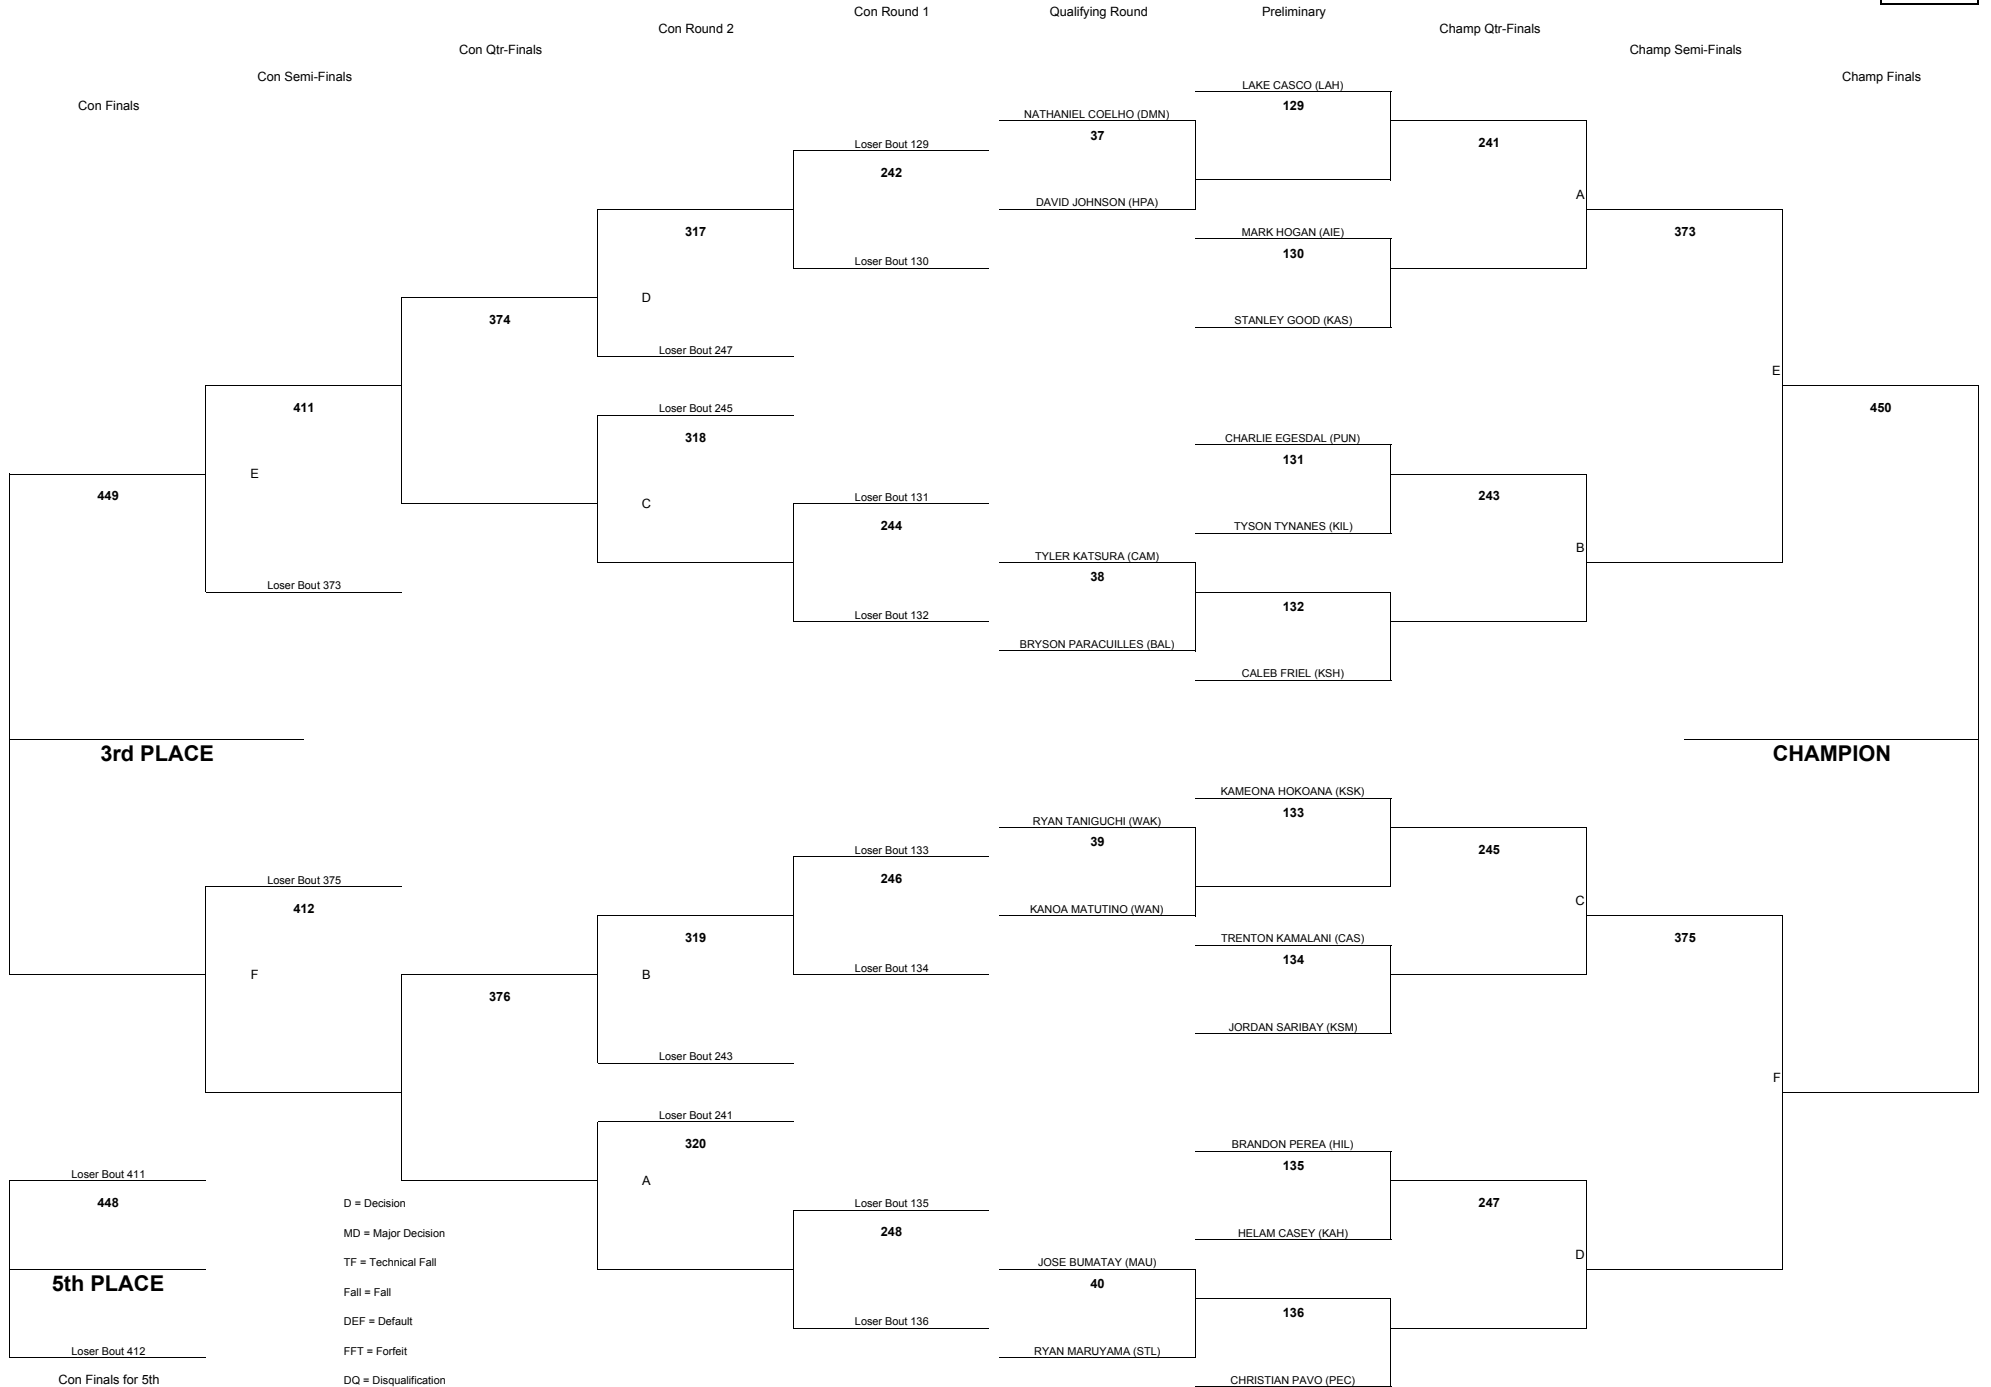 Con Round 1
Qualifying Round
Preliminary
Con Round 2
Champ Qtr-Finals
Con Qtr-Finals
Champ Semi-Finals
Con Semi-Finals
Champ Finals
Con Finals
LAKE CASCO (LAH)
129
NATHANIEL COELHO (DMN)
37
Loser Bout 129
241
242
A
DAVID JOHNSON (HPA)
317
MARK HOGAN (AIE)
373
130
Loser Bout 130
D
374
STANLEY GOOD (KAS)
Loser Bout 247
E
411
Loser Bout 245
450
318
CHARLIE EGESDAL (PUN)
131
E
449
Loser Bout 131
243
C
244
TYSON TYNANES (KIL)
B
TYLER KATSURA (CAM)
38
Loser Bout 373
132
Loser Bout 132
BRYSON PARACUILLES (BAL)
CALEB FRIEL (KSH)
3rd PLACE
CHAMPION
KAMEONA HOKOANA (KSK)
133
RYAN TANIGUCHI (WAK)
39
Loser Bout 133
245
Loser Bout 375
246
C
412
KANOA MATUTINO (WAN)
319
TRENTON KAMALANI (CAS)
375
134
Loser Bout 134
F
B
376
JORDAN SARIBAY (KSM)
Loser Bout 243
F
Loser Bout 241
320
BRANDON PEREA (HIL)
135
Loser Bout 411
A
448
D = Decision
Loser Bout 135
247
MD = Major Decision
248
HELAM CASEY (KAH)
D
TF = Technical Fall
JOSE BUMATAY (MAU)
5th PLACE
40
Fall = Fall
136
DEF = Default
Loser Bout 136
Loser Bout 412
FFT = Forfeit
RYAN MARUYAMA (STL)
Con Finals for 5th
DQ = Disqualification
CHRISTIAN PAVO (PEC)